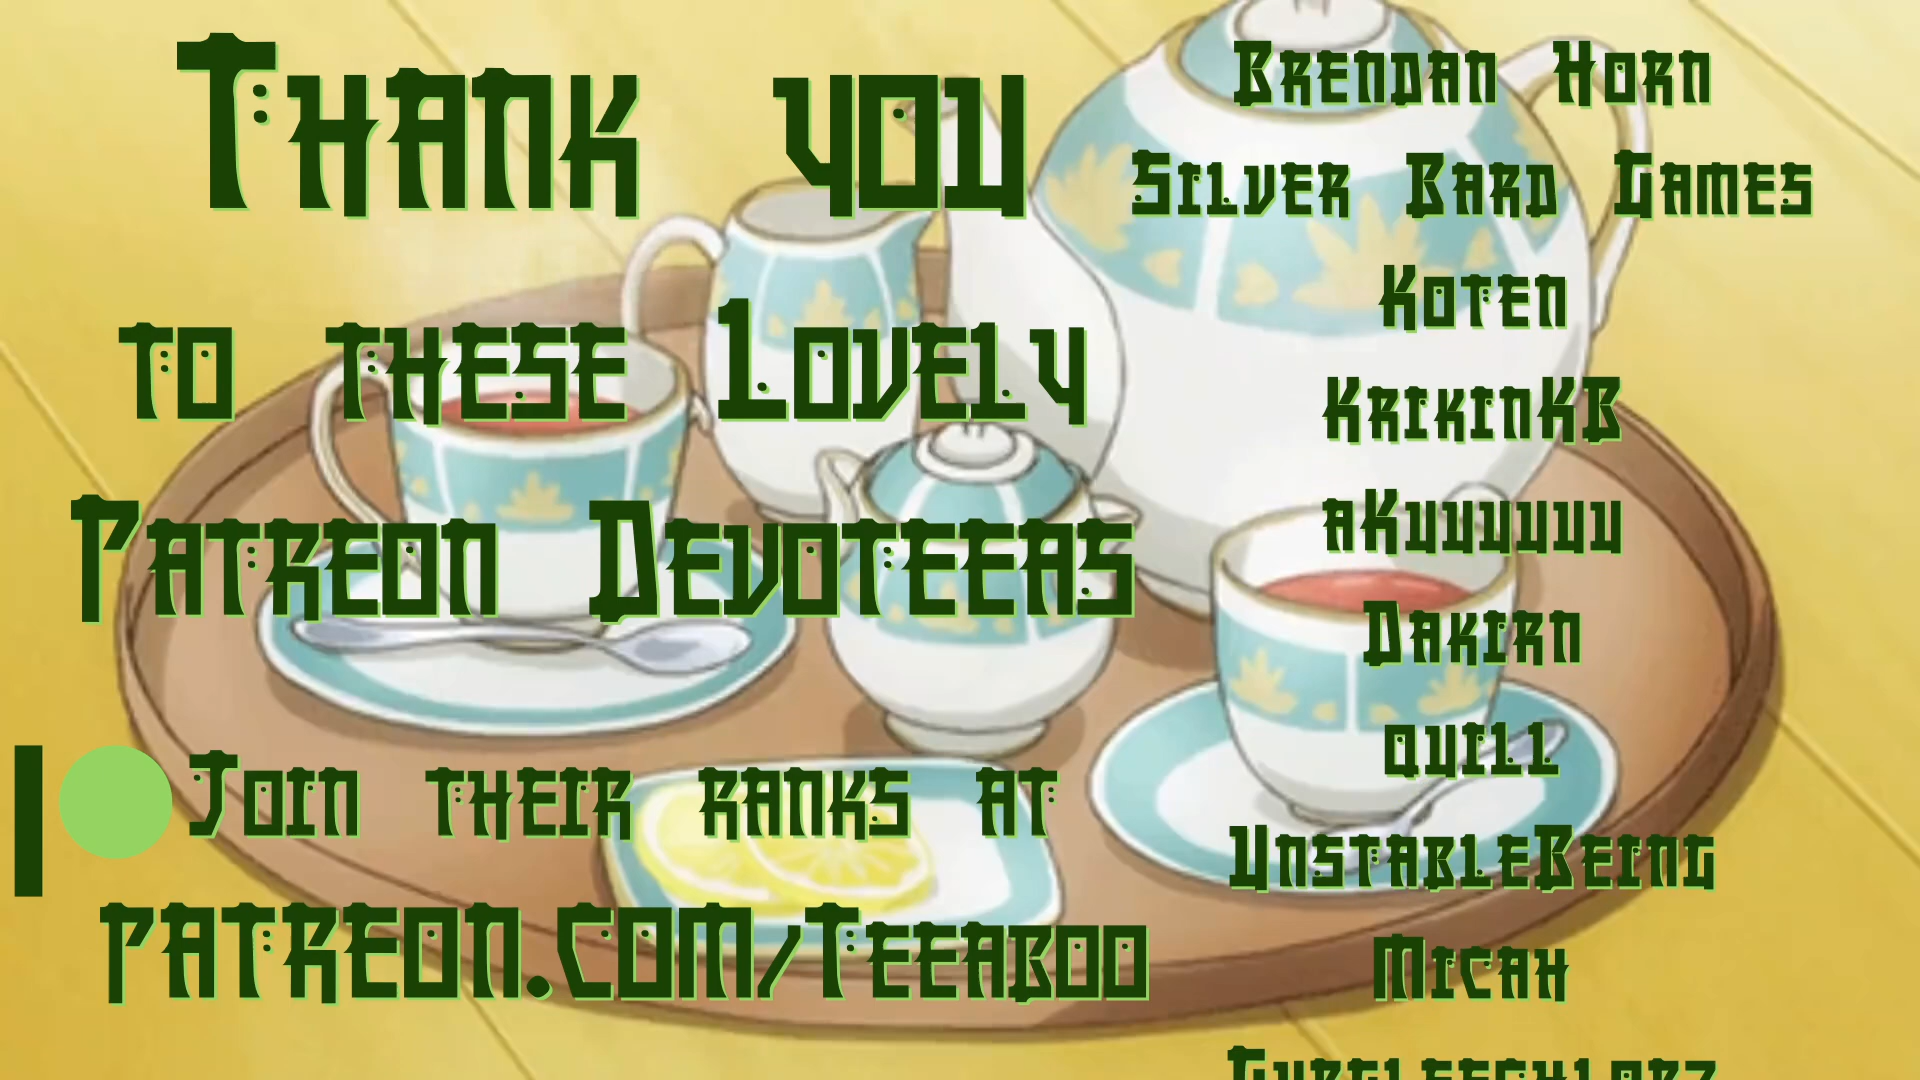 Thank you
to these Lovely
Patreon Devoteeas
Join their ranks at
PATREON.COM/Teeaboo
Brendan Horn
Silver Bard Games
Koten
KrikinKB
aKuuuuuu
Dakirn
quill
UnstableBeing
Micah